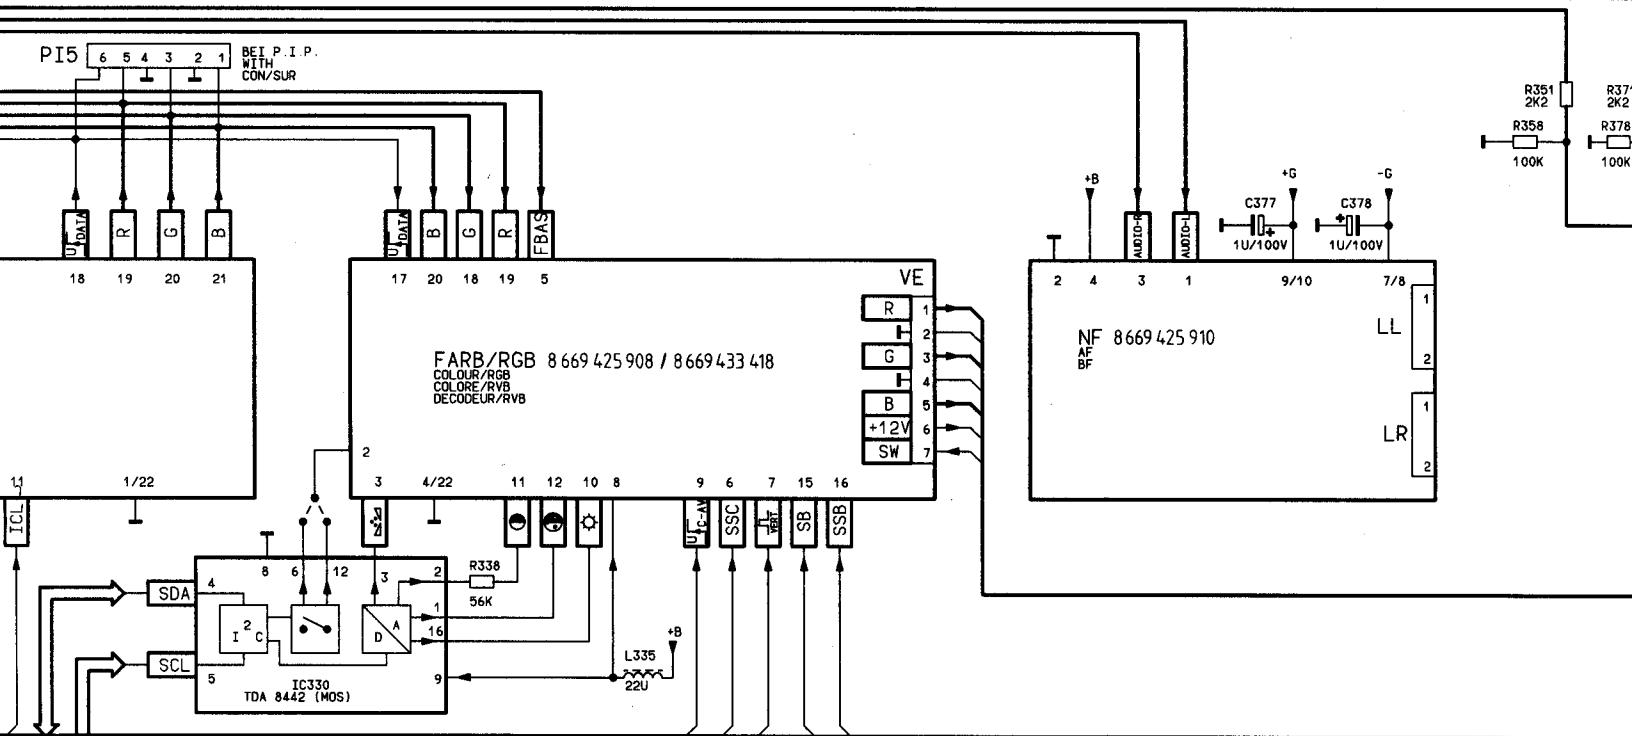 PI5
6 5 4 3 2 1
BEI P.I.P.
WITH
CON/SUR
R351
2K2
R37
2K2
R358
100K
R378
100K
+B
+G
-G
C377
1U/100V
C378
1U/100V
U DATA
R
G
B
U DATA
B
G
R
FBAS
AUDIO-R
AUDIO-L
18 19 20 21
17 20 18 19 5
2 4 3 1 9/10 7/8
VE
R 1
2
G 3
4
B 5
+12V 6
SW 7
FARB/RGB 8 669 425 908 / 8 669 433 418
COLOUR/RGB
COLORE/RVB
DECODEUR/RVB
NF 8 669 425 910
AF
BF
LL
1
2
LR
1
2
2
11 1/22
3 4/22 11 12 10 8 9 6 7 15 16
ICL
U C-AV
SSC
VERT
SB
SSB
8 6 12 3 2
R338
56K
SDA
4
I2C
D
A
1
16
SCL
5
9
IC330
TDA 8442 (MOS)
L335
22U
+B